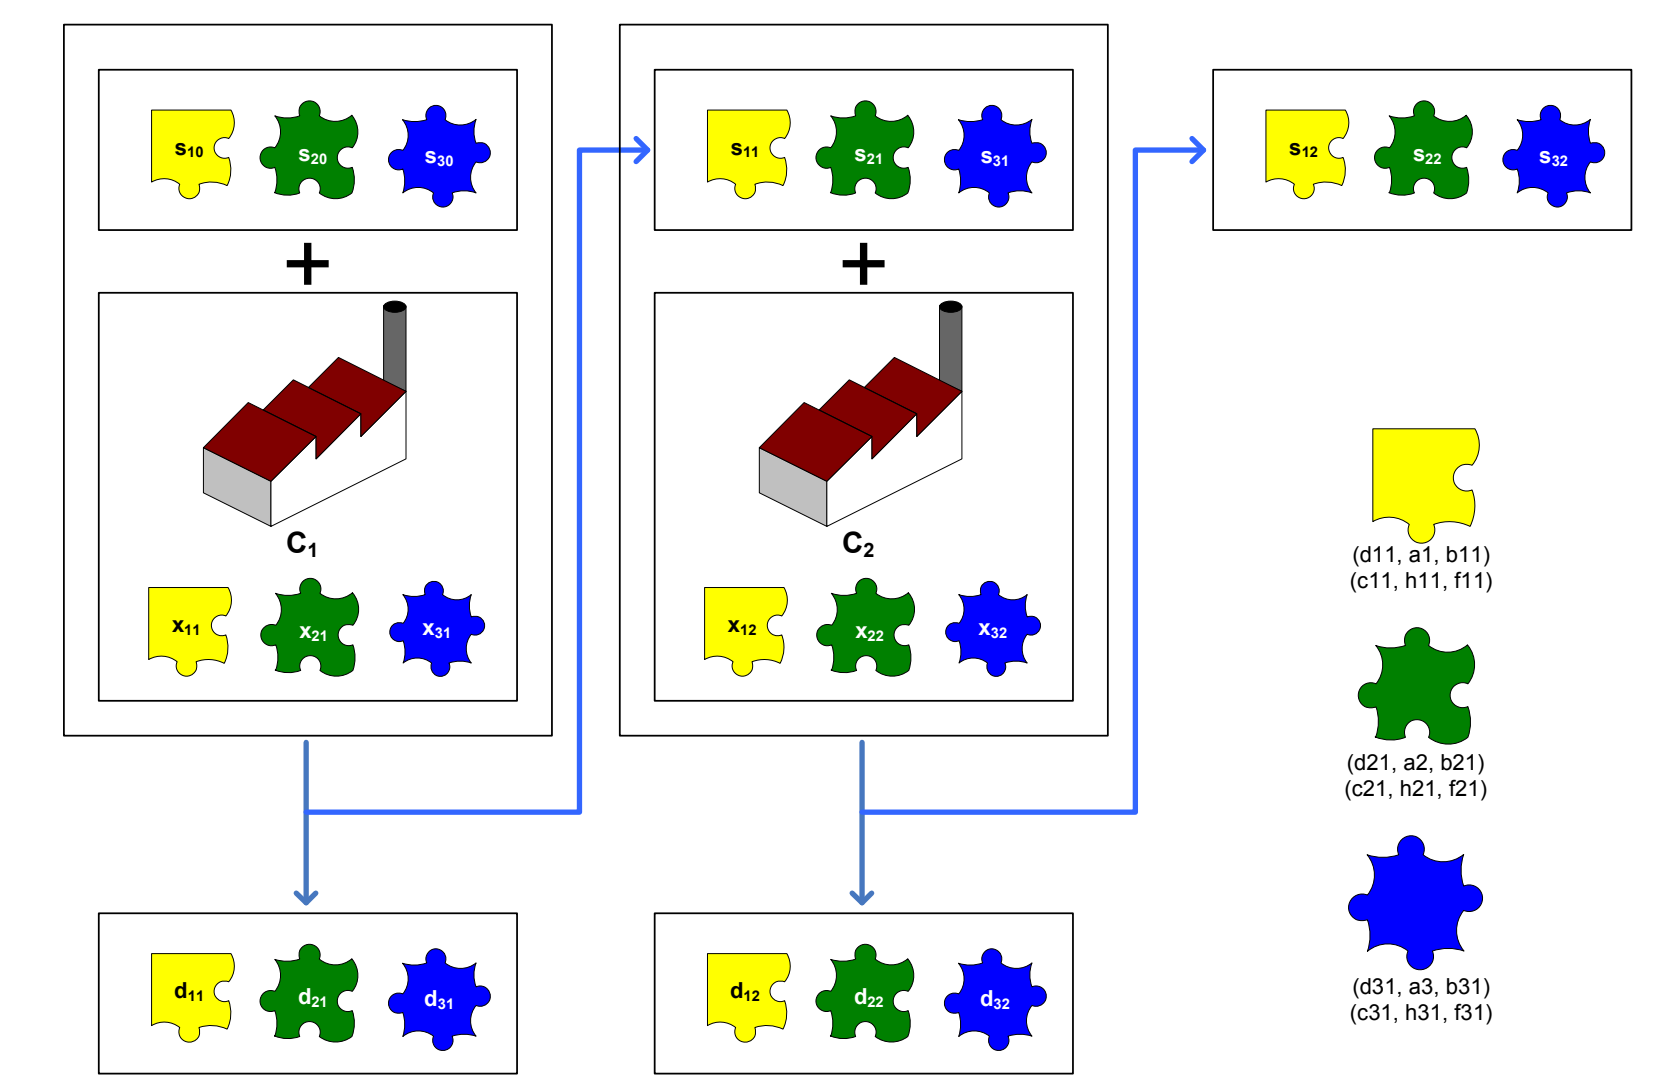 s10 s20 s30
s11 s21 s31
s12 s22 s32
+
+
C1
C2
x11 x21 x31
x12 x22 x32
(d11, a1, b11)
(c11, h11, f11)
(d21, a2, b21)
(c21, h21, f21)
(d31, a3, b31)
(c31, h31, f31)
d11 d21 d31
d12 d22 d32